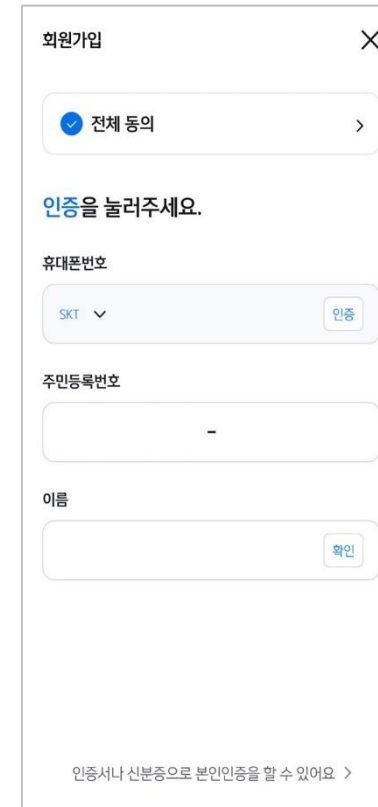 회원가입
전체 동의
인증을 눌러주세요.
휴대폰번호
SKT 인증
주민등록번호
-
이름
확인
인증서나 신분증으로 본인인증을 할 수 있어요 >